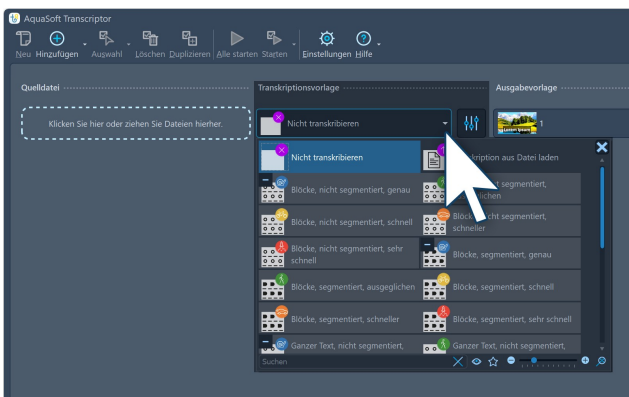 AquaSoft Transcriptor
Neu Hinzufügen Auswahl Löschen Duplizieren Alle starten Starten Einstellungen Hilfe
Quelldatei
Transkriptionsvorlage
Ausgabevorlage
Klicken Sie hier oder ziehen Sie Dateien hierher.
Nicht transkribieren
Lorem Ipsum
1
Nicht transkribieren
aus Datei laden
Blöcke, nicht segmentiert, genau
segmentiert,
Blöcke, nicht segmentiert, schnell
Blöcke, nicht segmentiert,
schneller
Blöcke, nicht segmentiert, sehr
schnell
Blöcke, segmentiert, genau
Blöcke, segmentiert, ausgeglichen
Blöcke, segmentiert, schnell
Blöcke, segmentiert, schneller
Blöcke, segmentiert, sehr schnell
Ganzer Text, nicht segmentiert,
Ganzer Text, nicht segmentiert,
Suchen